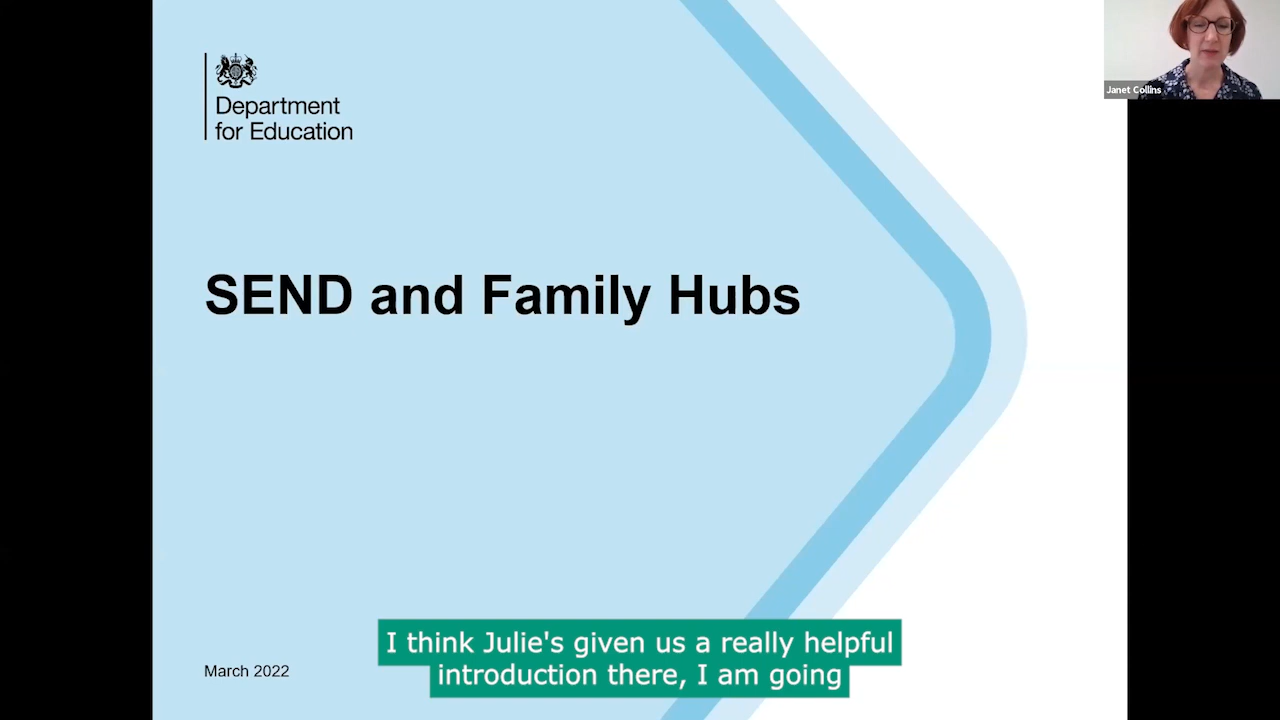 Janet Collins
Department
for Education
SEND and Family Hubs
I think Julie's given us a really helpful
introduction there, I am going
March 2022